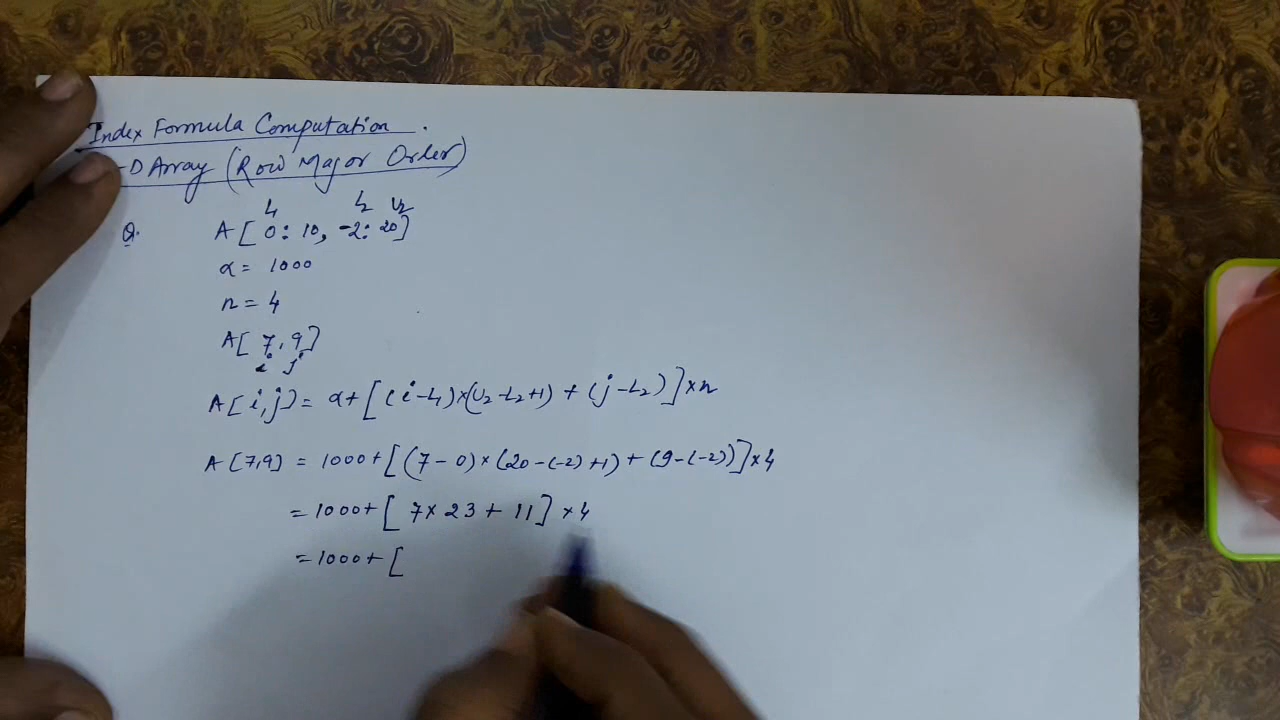 Index Formula Computation.
-D Array (Row Major Order)
L₁ L₂ U₂
Q. A[0:10, -2:20]
α = 1000
n = 4
A[7,9]
i j
A[i,j] = α+[(i-L₁)×(U₂-L₂+1) + (j-L₂)]×n
A[7,9] = 1000+[(7-0)×(20-(-2)+1)+(9-(-2))]×4
= 1000+[7×23+11]×4
= 1000+[